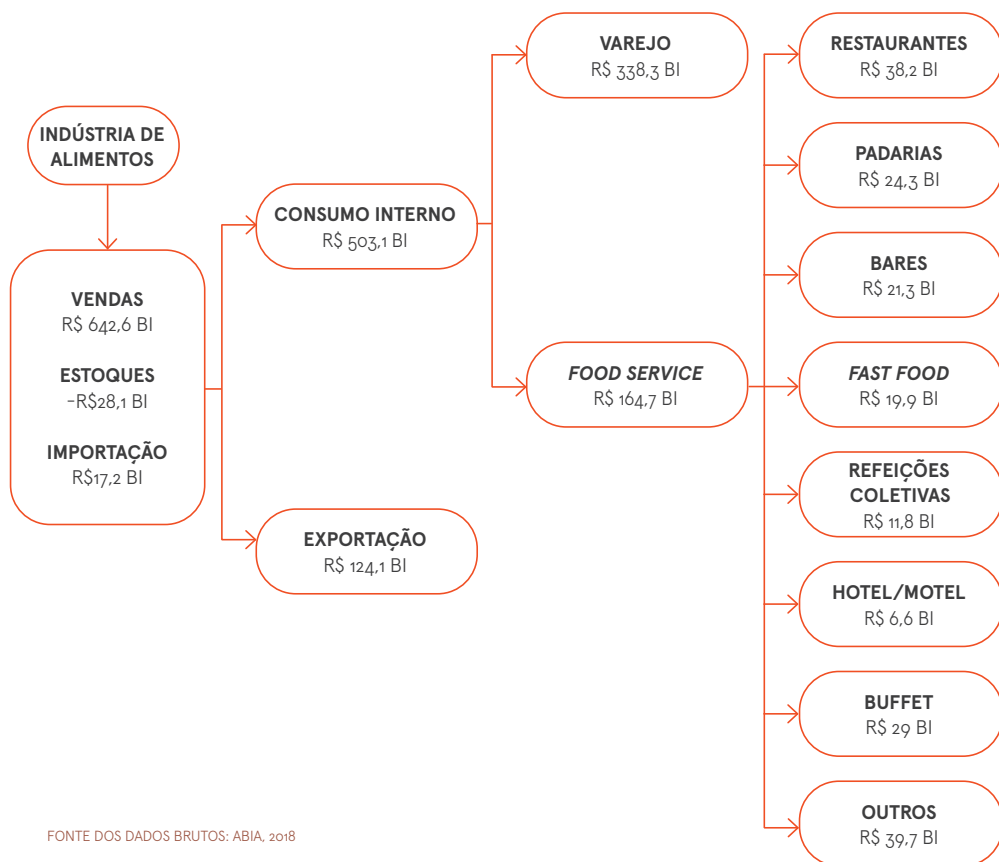 INDÚSTRIA DE
ALIMENTOS
VENDAS
R$ 642,6 BI
ESTOQUES
-R$28,1 BI
IMPORTAÇÃO
R$17,2 BI
CONSUMO INTERNO
R$ 503,1 BI
EXPORTAÇÃO
R$ 124,1 BI
VAREJO
R$ 338,3 BI
FOOD SERVICE
R$ 164,7 BI
RESTAURANTES
R$ 38,2 BI
PADARIAS
R$ 24,3 BI
BARES
R$ 21,3 BI
FAST FOOD
R$ 19,9 BI
REFEIÇÕES
COLETIVAS
R$ 11,8 BI
HOTEL/MOTEL
R$ 6,6 BI
BUFFET
R$ 29 BI
OUTROS
R$ 39,7 BI
FONTE DOS DADOS BRUTOS: ABIA, 2018